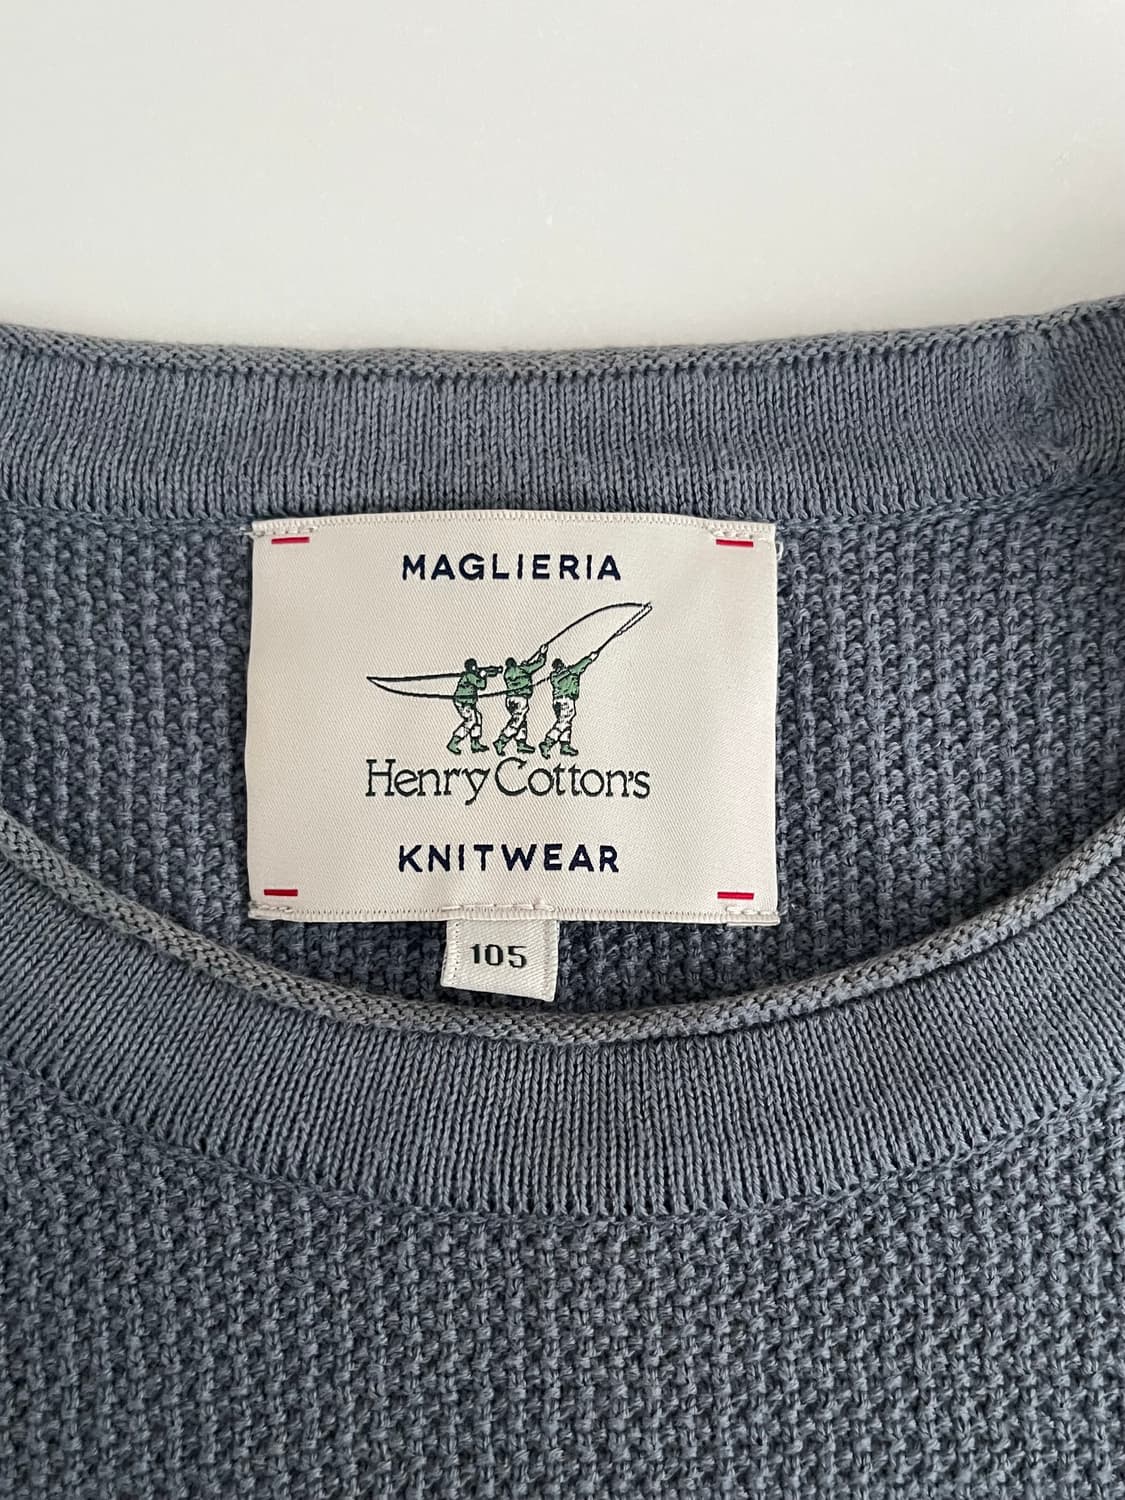 MAGLIERIA
Henry Cotton's
KNITWEAR
105